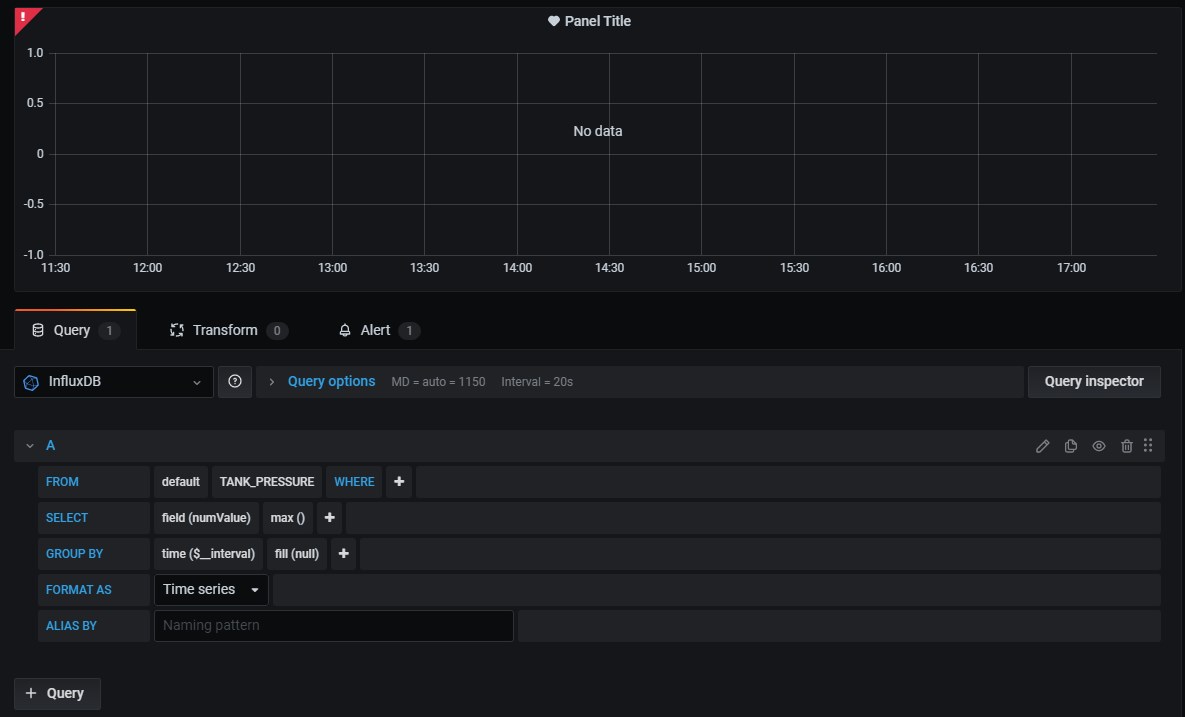 !
Panel Title
1.0
0.5
No data
0
-0.5
-1.0
11:30 12:00 12:30 13:00 13:30 14:00 14:30 15:00 15:30 16:00 16:30 17:00
Query 1 Transform 0 Alert 1
InfluxDB ? > Query options MD = auto = 1150 Interval = 20s Query inspector
A
FROM default TANK_PRESSURE WHERE +
SELECT field (numValue) max () +
GROUP BY time ($__interval) fill (null) +
FORMAT AS Time series
ALIAS BY Naming pattern
+ Query